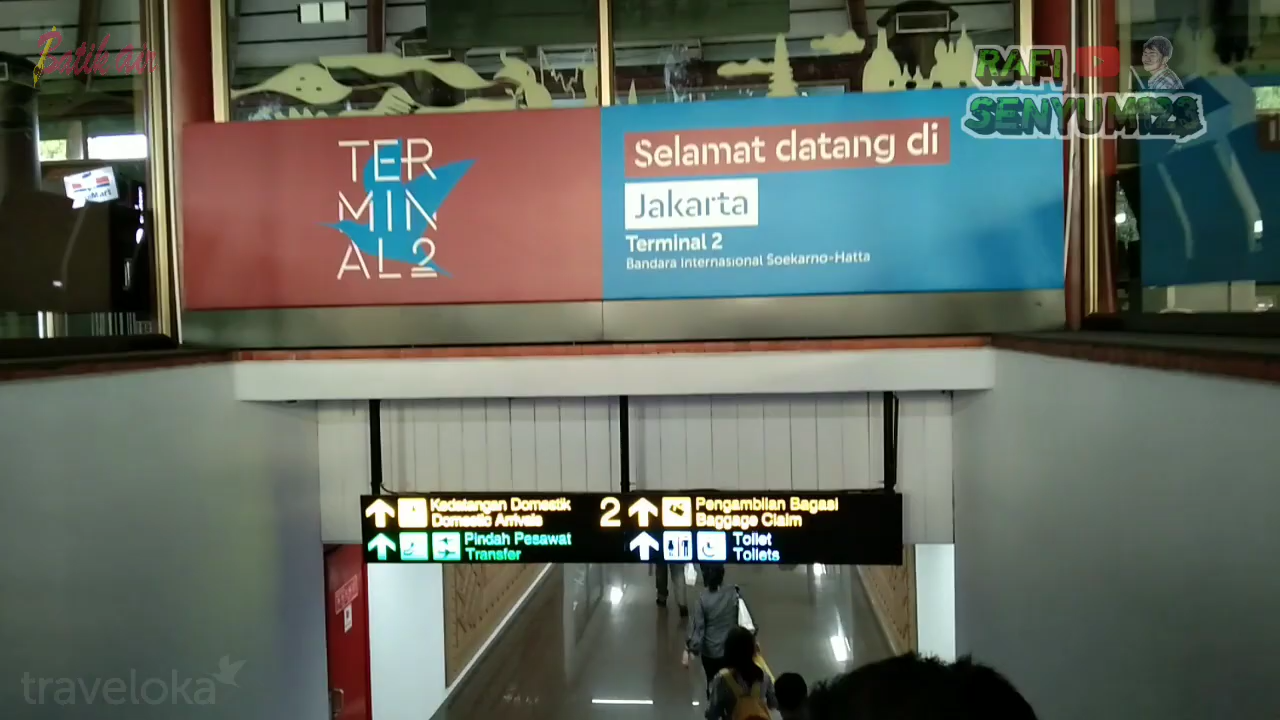 Batik air
RAFI
SENYUM123
TER
MIN
AL2
Selamat datang di
Jakarta
Terminal 2
Bandara Internasional Soekarno-Hatta
Kedatangan Domestik
Domestic Arrivals
2
Pengambilan Bagasi
Baggage Claim
Pindah Pesawat
Transfer
Toilet
Toilets
traveloka